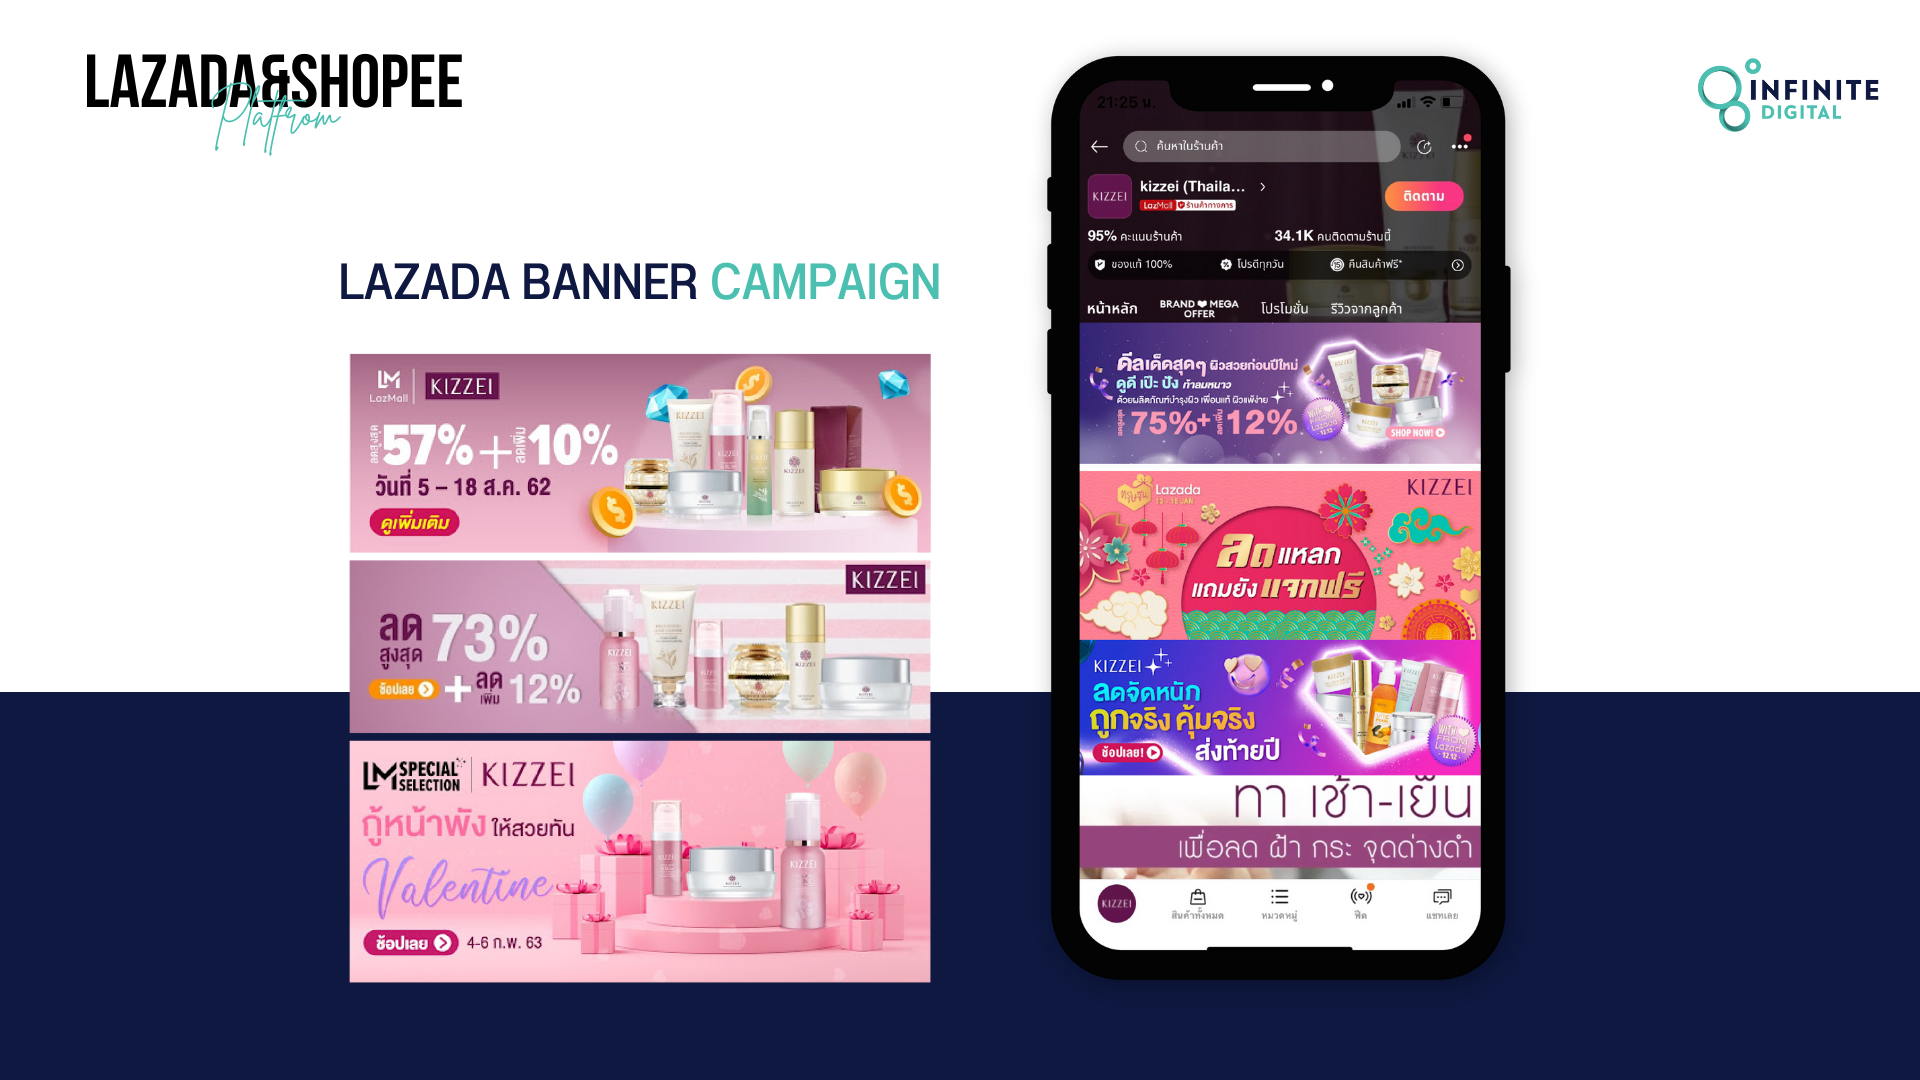 LAZADA&SHOPEE
Platfrom
INFINITE
DIGITAL
LAZADA BANNER CAMPAIGN
LM
LazMall
KIZZEI
ลดสูงสุด 57% + ลดเพิ่ม 10%
วันที่ 5 – 18 ส.ค. 62
ดูเพิ่มเติม
KIZZEI
ลด
สูงสุด 73%
ช้อปเลย + ลด
เพิ่ม 12%
LM SPECIAL
SELECTION
KIZZEI
กู้หน้าพัง ให้สวยทัน
Valentine
ช้อปเลย 4-6 ก.พ. 63
21:25 น.
ค้นหาในร้านค้า
KIZZEI
kizzei (Thaila...
LazMall ร้านค้าทางการ
ติดตาม
95% คะแนนร้านค้า
34.1K คนติดตามร้านนี้
ของแท้ 100%
โปรดีทุกวัน
คืนสินค้าฟรี*
หน้าหลัก
BRAND MEGA
OFFER
โปรโมชั่น
รีวิวจากลูกค้า
ดีลเด็ดสุดๆ ผิวสวยก่อนปีใหม่
ดูดี เป๊ะ ปัง ท้าลมหนาว
ด้วยผลิตภัณฑ์บำรุงผิว เพื่อนแท้ ผิวแพ้ง่าย
ลดสูงสุด 75% + ลดเพิ่ม 12%
SHOP NOW!
Lazada
13 - 15 JAN
KIZZEI
ลดแหลก
แถมยังแจกฟรี
KIZZEI
ลดจัดหนัก
ถูกจริง คุ้มจริง
ช้อปเลย! ส่งท้ายปี
WITH
FROM
Lazada
12.12
ทา เช้า-เย็น
เพื่อลด ฝ้า กระ จุดด่างดำ
KIZZEI
สินค้าทั้งหมด
หมวดหมู่
ฟีด
แชทเลย